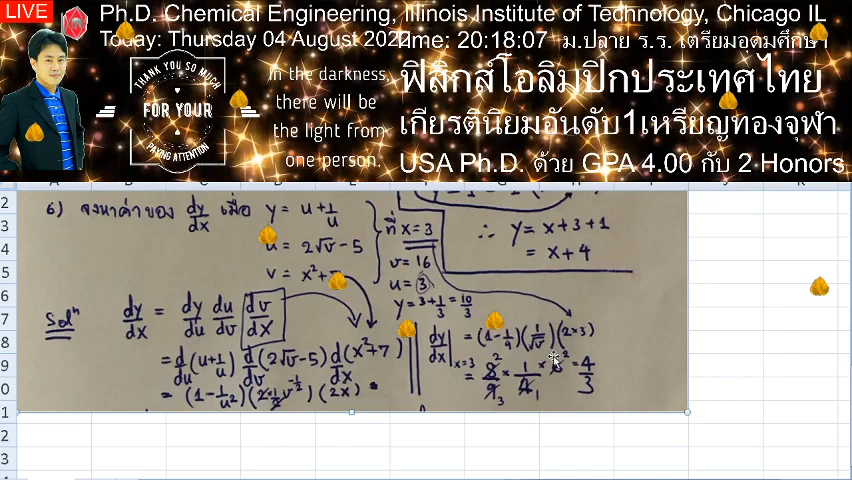 LIVE
Ph.D. Chemical Engineering, Illinois Institute of Technology, Chicago IL
Today: Thursday 04 August 2022
Time: 20:18:07
ม.ปลาย ร.ร. เตรียมอุดมศึกษา
THANK YOU SO MUCH
FOR YOUR
PAYING ATTENTION
In the darkness,
there will be
the light from
one person.
ฟิสิกส์โอลิมปิกประเทศไทย
เกียรตินิยมอันดับ1เหรียญทองจุฬา
USA Ph.D. ด้วย GPA 4.00 กับ 2 Honors
6) จงหาค่าของ dy/dx เมื่อ y = u + 1/u
u = 2√v - 5
v = x²+7
ที่ x = 3
v = 16
u = 3
y = 3 + 1/3 = 10/3
∴ y = x + 3 + 1
= x + 4
Solⁿ dy/dx = dy/du du/dv dv/dx
= d/du (u + 1/u) d/dv (2√v - 5) d/dx (x² + 7)
= (1 - 1/u²)(2·1/2 v^-1/2)(2x)
dy/dx | x=3 = (1 - 1/9)(1/√v)(2×3)
= 8/9 × 1/4 × 6 = 4/3